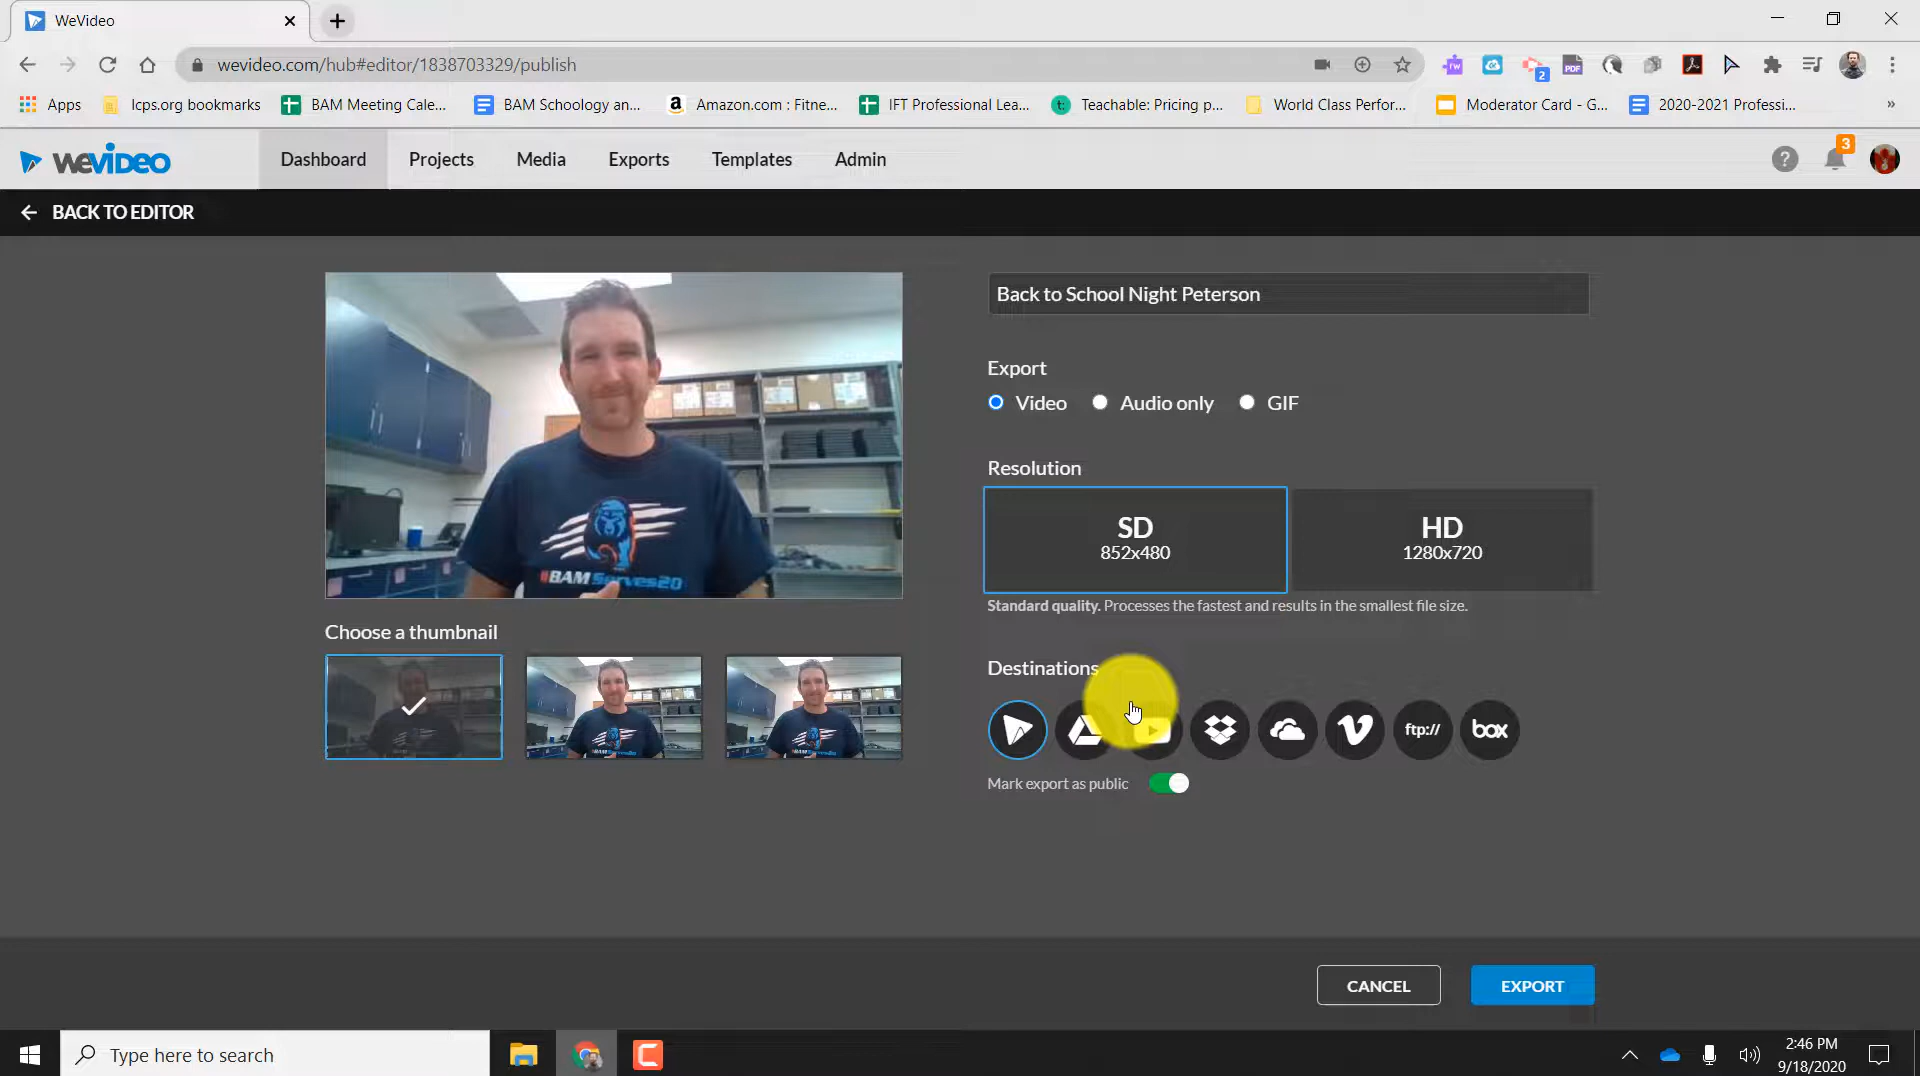 WeVideo
wevideo.com/hub#editor/1838703329/publish
2
PDF
Apps
lcps.org bookmarks
BAM Meeting Cale...
BAM Schoology an...
Amazon.com : Fitne...
IFT Professional Lea...
Teachable: Pricing p...
World Class Perfor...
Moderator Card - G...
2020-2021 Professi...
»
WEVIDEO
Dashboard
Projects
Media
Exports
Templates
Admin
?
3
BACK TO EDITOR
Back to School Night Peterson
Export
Video
Audio only
GIF
Resolution
SD
852x480
HD
1280x720
Standard quality. Processes the fastest and results in the smallest file size.
#BAM Serves20
Choose a thumbnail
Destinations
ftp://
box
Mark export as public
CANCEL
EXPORT
Type here to search
2:46 PM
9/18/2020